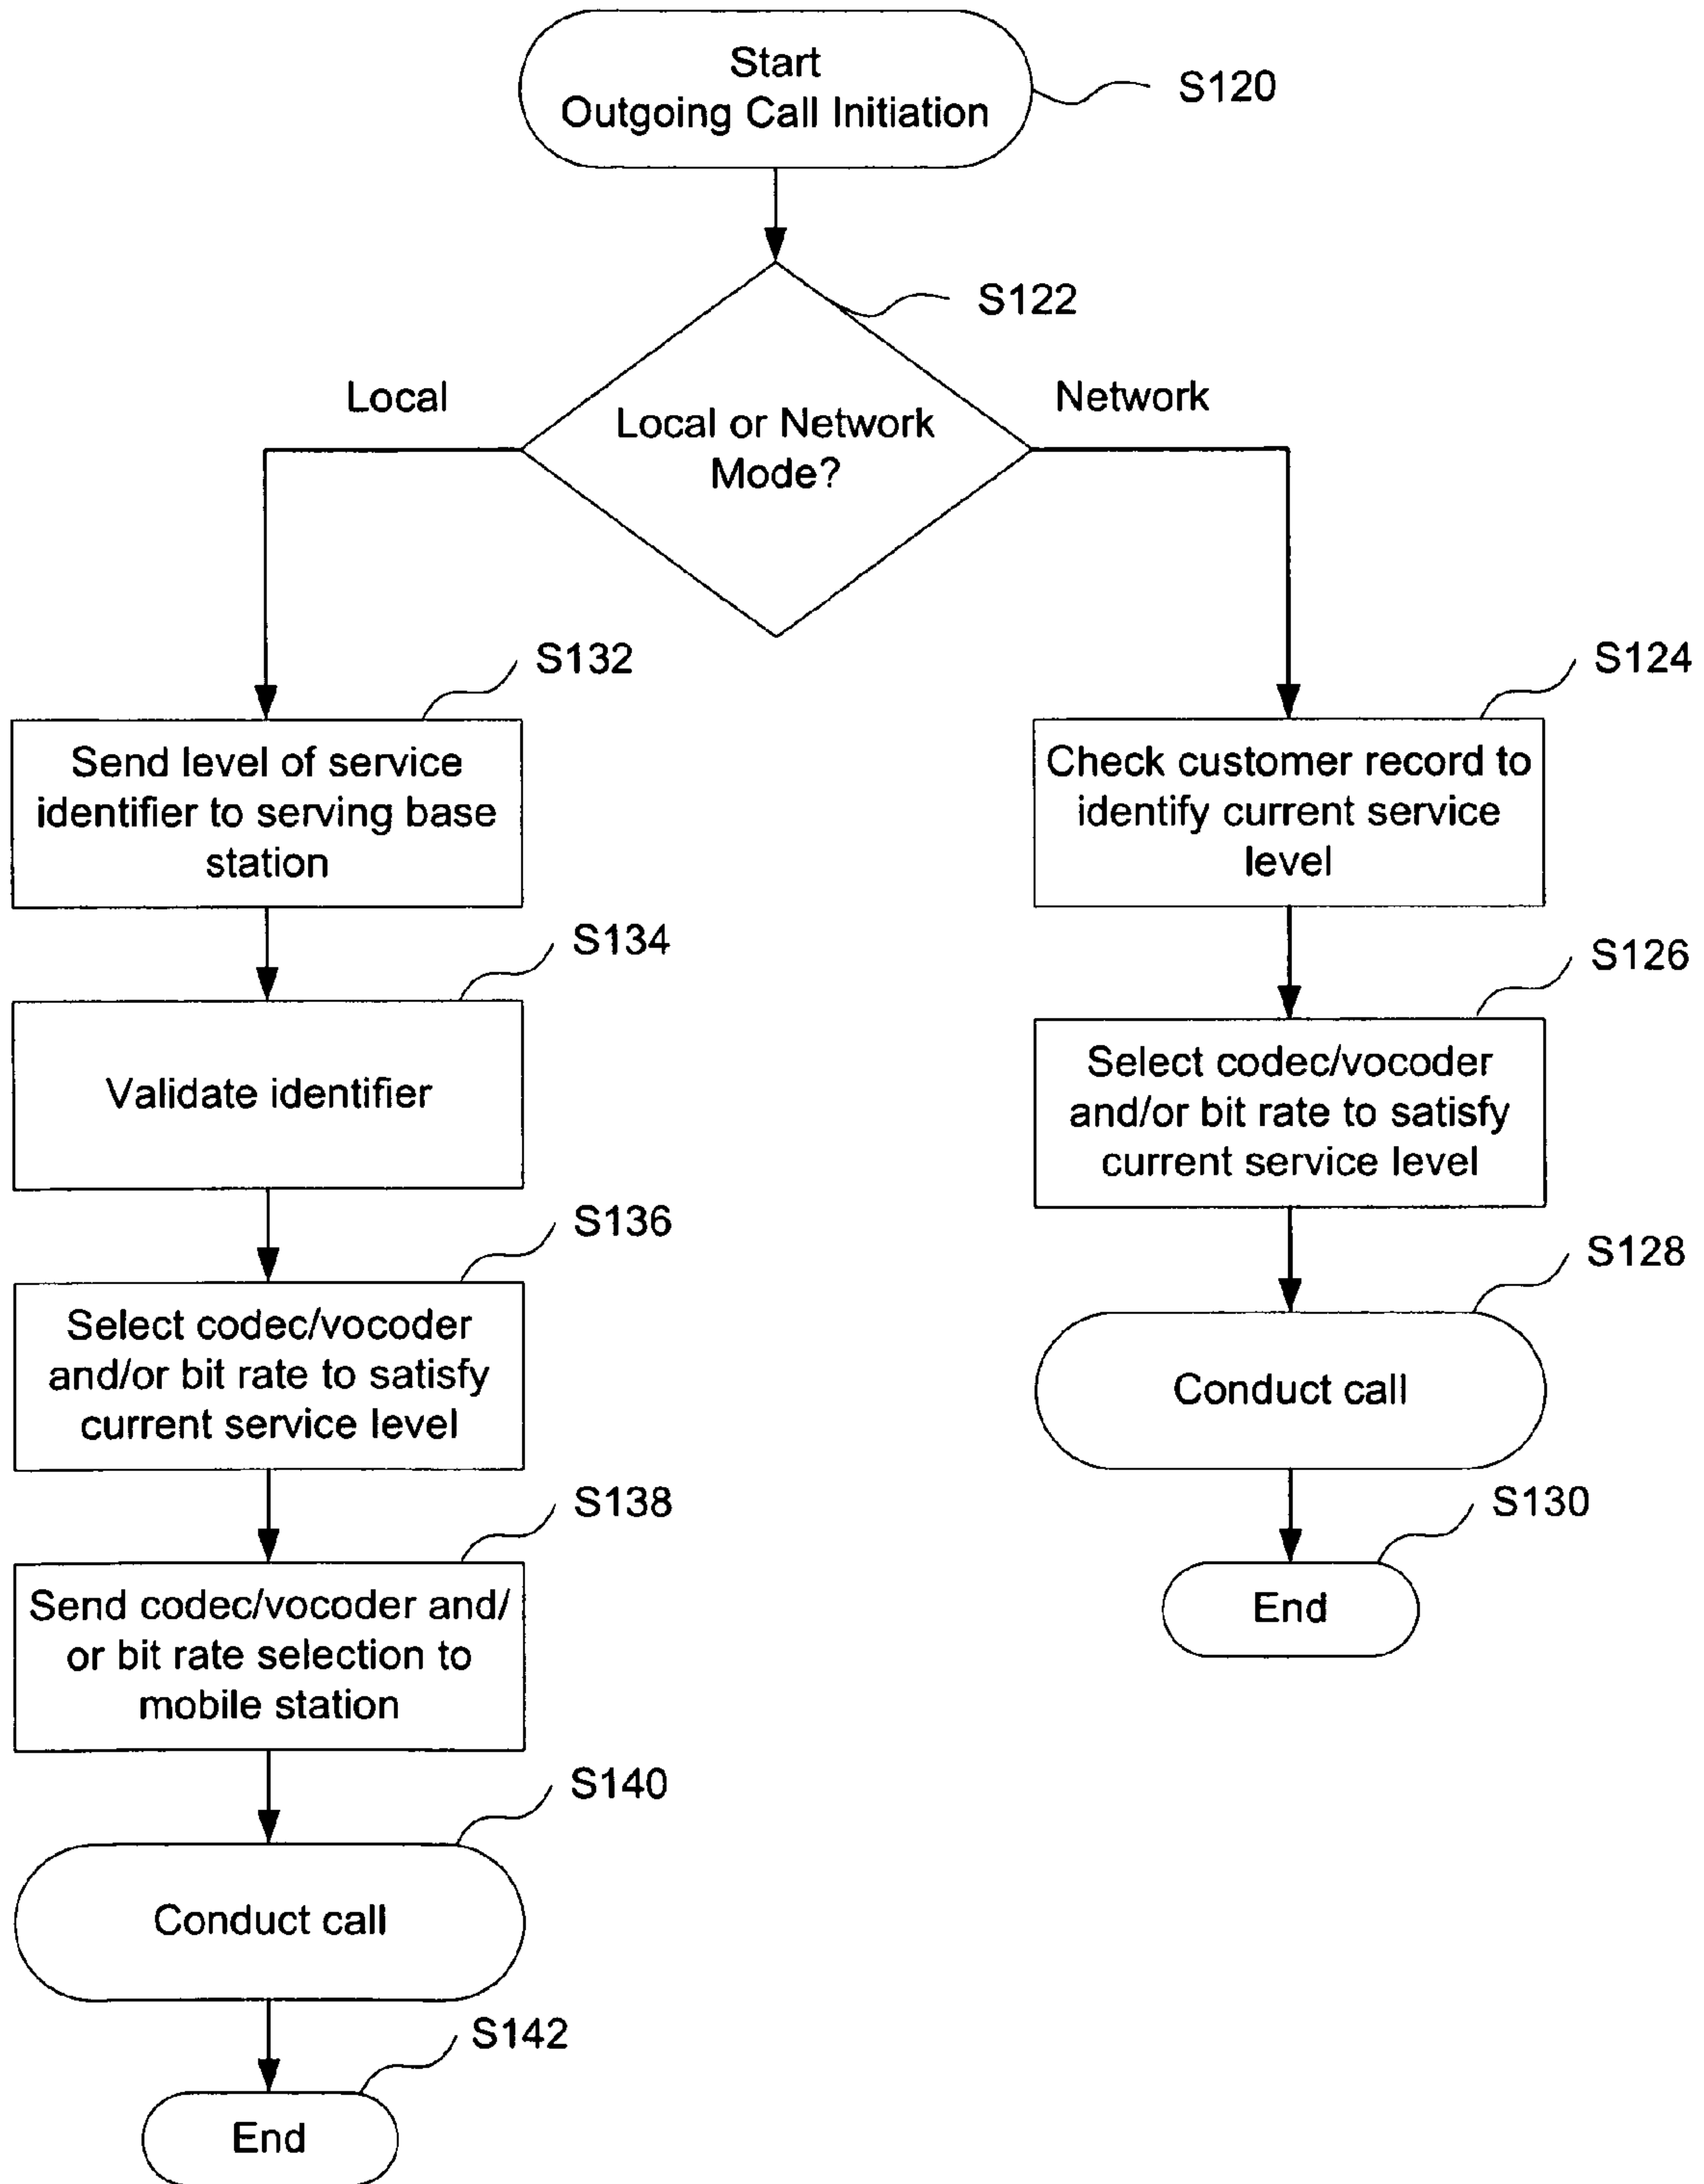 Start
Outgoing Call Initiation
S120
S122
Local
Network
Local or Network
Mode?
S132
Send level of service
identifier to serving base
station
S134
Validate identifier
S136
Select codec/vocoder
and/or bit rate to satisfy
current service level
S138
Send codec/vocoder and/
or bit rate selection to
mobile station
S140
Conduct call
S142
End
S124
Check customer record to
identify current service
level
S126
Select codec/vocoder
and/or bit rate to satisfy
current service level
S128
Conduct call
S130
End